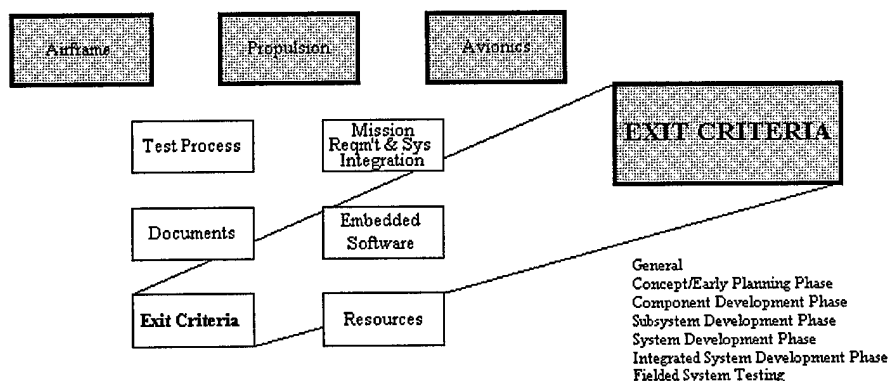 Airframe
Propulsion
Avionics
EXIT CRITERIA
Test Process
Mission
Reqm't & Sys
Integration
Documents
Embedded
Software
Exit Criteria
Resources
General
Concept/Early Planning Phase
Component Development Phase
Subsystem Development Phase
System Development Phase
Integrated System Development Phase
Fielded System Testing